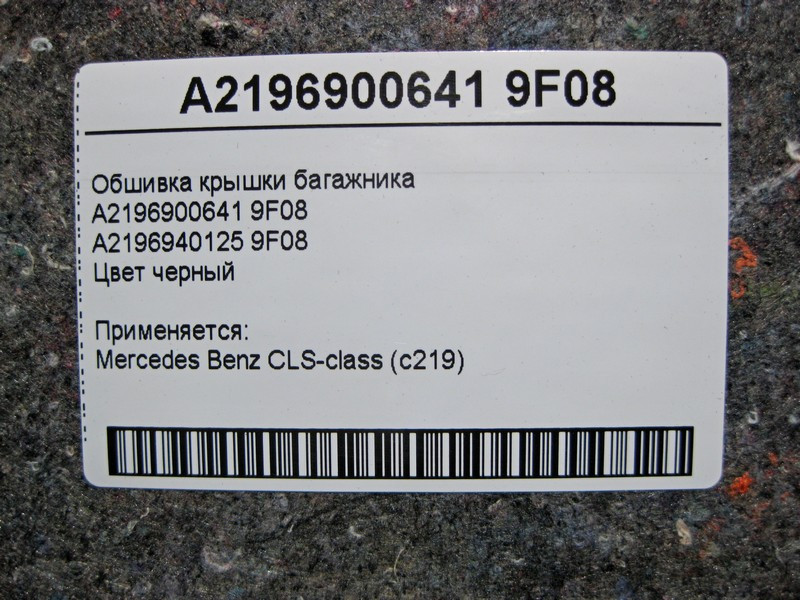 A2196900641 9F08
Обшивка крышки багажника
A2196900641 9F08
A2196940125 9F08
Цвет черный
Применяется:
Mercedes Benz CLS-class (c219)